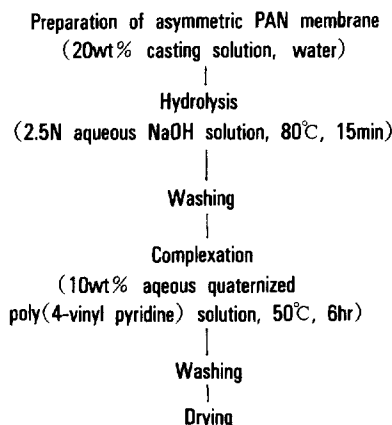 Preparation of asymmetric PAN membrane
(20wt% casting solution, water)
Hydrolysis
(2.5N aqueous NaOH solution, 80℃, 15min)
Washing
Complexation
(10wt% aqeous quaternized
poly(4-vinyl pyridine) solution, 50℃, 6hr)
Washing
Drying